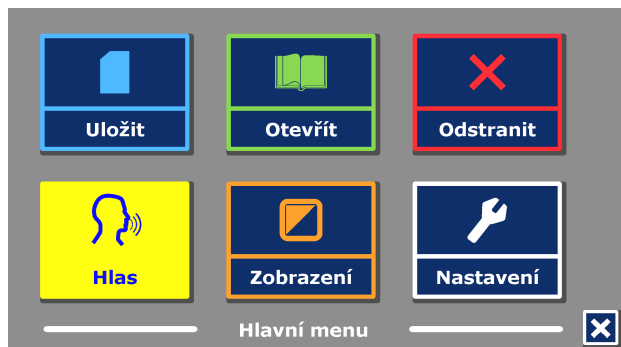 Uložit
Otevřít
Odstranit
Hlas
Zobrazení
Nastavení
Hlavní menu